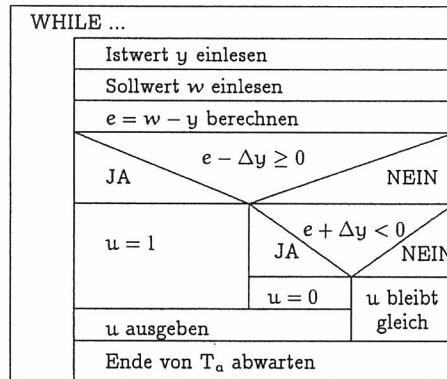 WHILE ...
Istwert y einlesen
Sollwert w einlesen
e = w − y berechnen
e − Δy ≥ 0
JA NEIN
u = 1
e + Δy < 0
JA NEIN
u = 0
u bleibt
gleich
u ausgeben
Ende von Tₐ abwarten